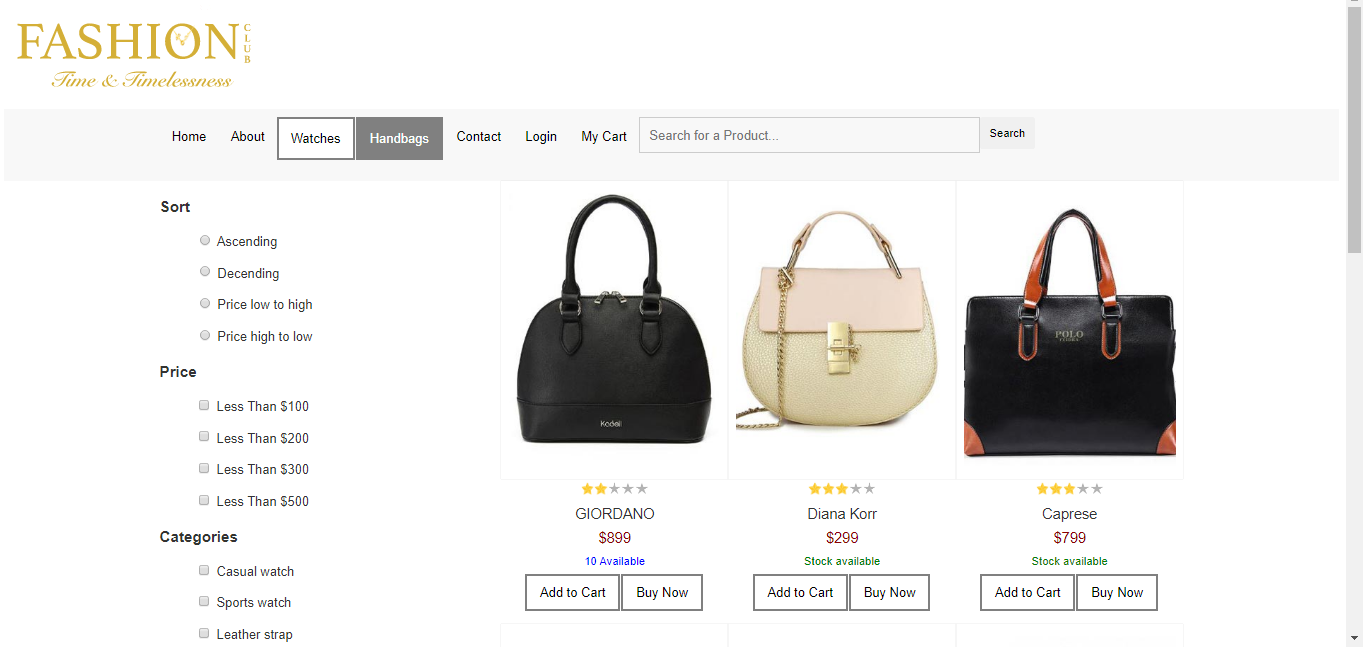 FASHION CLUB
Time & Timelessness
Home About Watches Handbags Contact Login My Cart Search for a Product... Search
Sort
Ascending
Decending
Price low to high
Price high to low
Price
Less Than $100
Less Than $200
Less Than $300
Less Than $500
Categories
Casual watch
Sports watch
Leather strap
POLO
GIORDANO Diana Korr Caprese
$899 $299 $799
10 Available Stock available Stock available
Add to Cart Buy Now Add to Cart Buy Now Add to Cart Buy Now